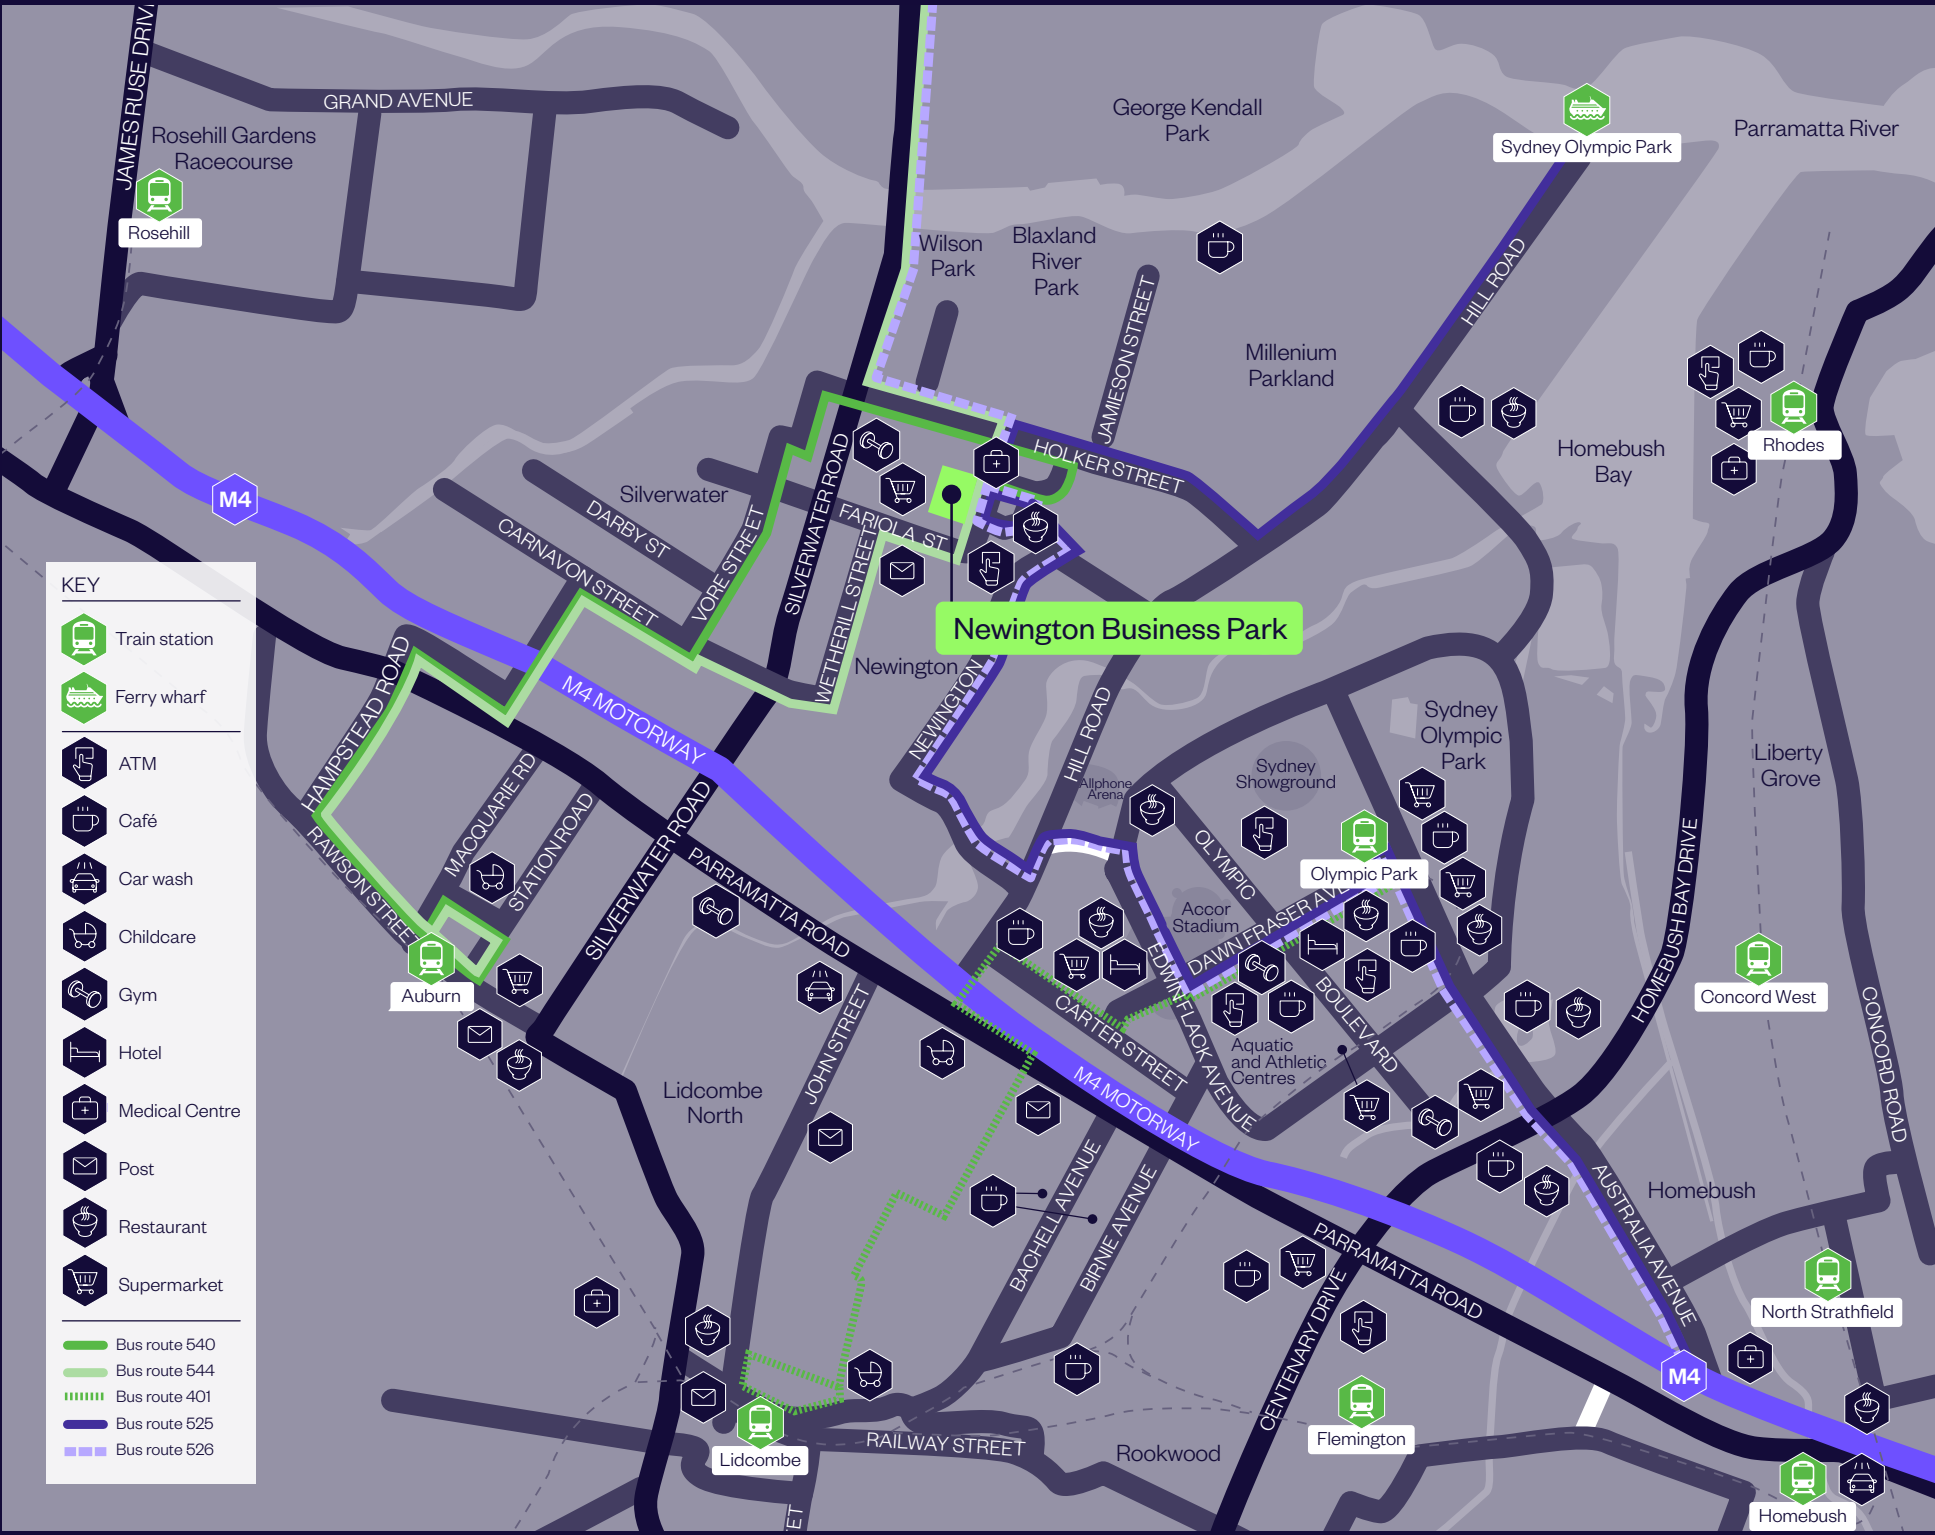 JAMES RUSE DRIV
GRAND AVENUE
Rosehill Gardens
Racecourse
Rosehill
George Kendall
Park
Sydney Olympic Park
Parramatta River
Wilson
Park
Blaxland
River
Park
JAMIESON STREET
HILL ROAD
Millenium
Parkland
M4
Silverwater
DARBY ST
CARNAVON STREET
VORE STREET
SILVERWATER ROAD
FARIOLA ST
WETHERILL STREET
HOLKER STREET
Homebush
Bay
Rhodes
Newington Business Park
Newington
NEWINGTON
HILL ROAD
KEY
Train station
Ferry wharf
ATM
Café
Car wash
Childcare
Gym
Hotel
Medical Centre
Post
Restaurant
Supermarket
Bus route 540
Bus route 544
Bus route 401
Bus route 525
Bus route 526
HAMPSTEAD ROAD
RAWSON STREET
MACQUARIE RD
STATION ROAD
SILVERWATER ROAD
M4 MOTORWAY
PARRAMATTA ROAD
Auburn
Allphone
Arena
Sydney
Showground
Sydney
Olympic
Park
Liberty
Grove
OLYMPIC
BOULEVARD
Olympic Park
Accor
Stadium
DAWN FRASER AVE
EDWIN FLACK AVENUE
CARTER STREET
Aquatic
and Athletic
Centres
HOMEBUSH BAY DRIVE
Concord West
CONCORD ROAD
Lidcombe
North
JOHN STREET
M4 MOTORWAY
BACHELL AVENUE
BIRNIE AVENUE
PARRAMATTA ROAD
CENTENARY DRIVE
AUSTRALIA AVENUE
Homebush
North Strathfield
M4
Flemington
Lidcombe
RAILWAY STREET
Rookwood
Homebush
ET